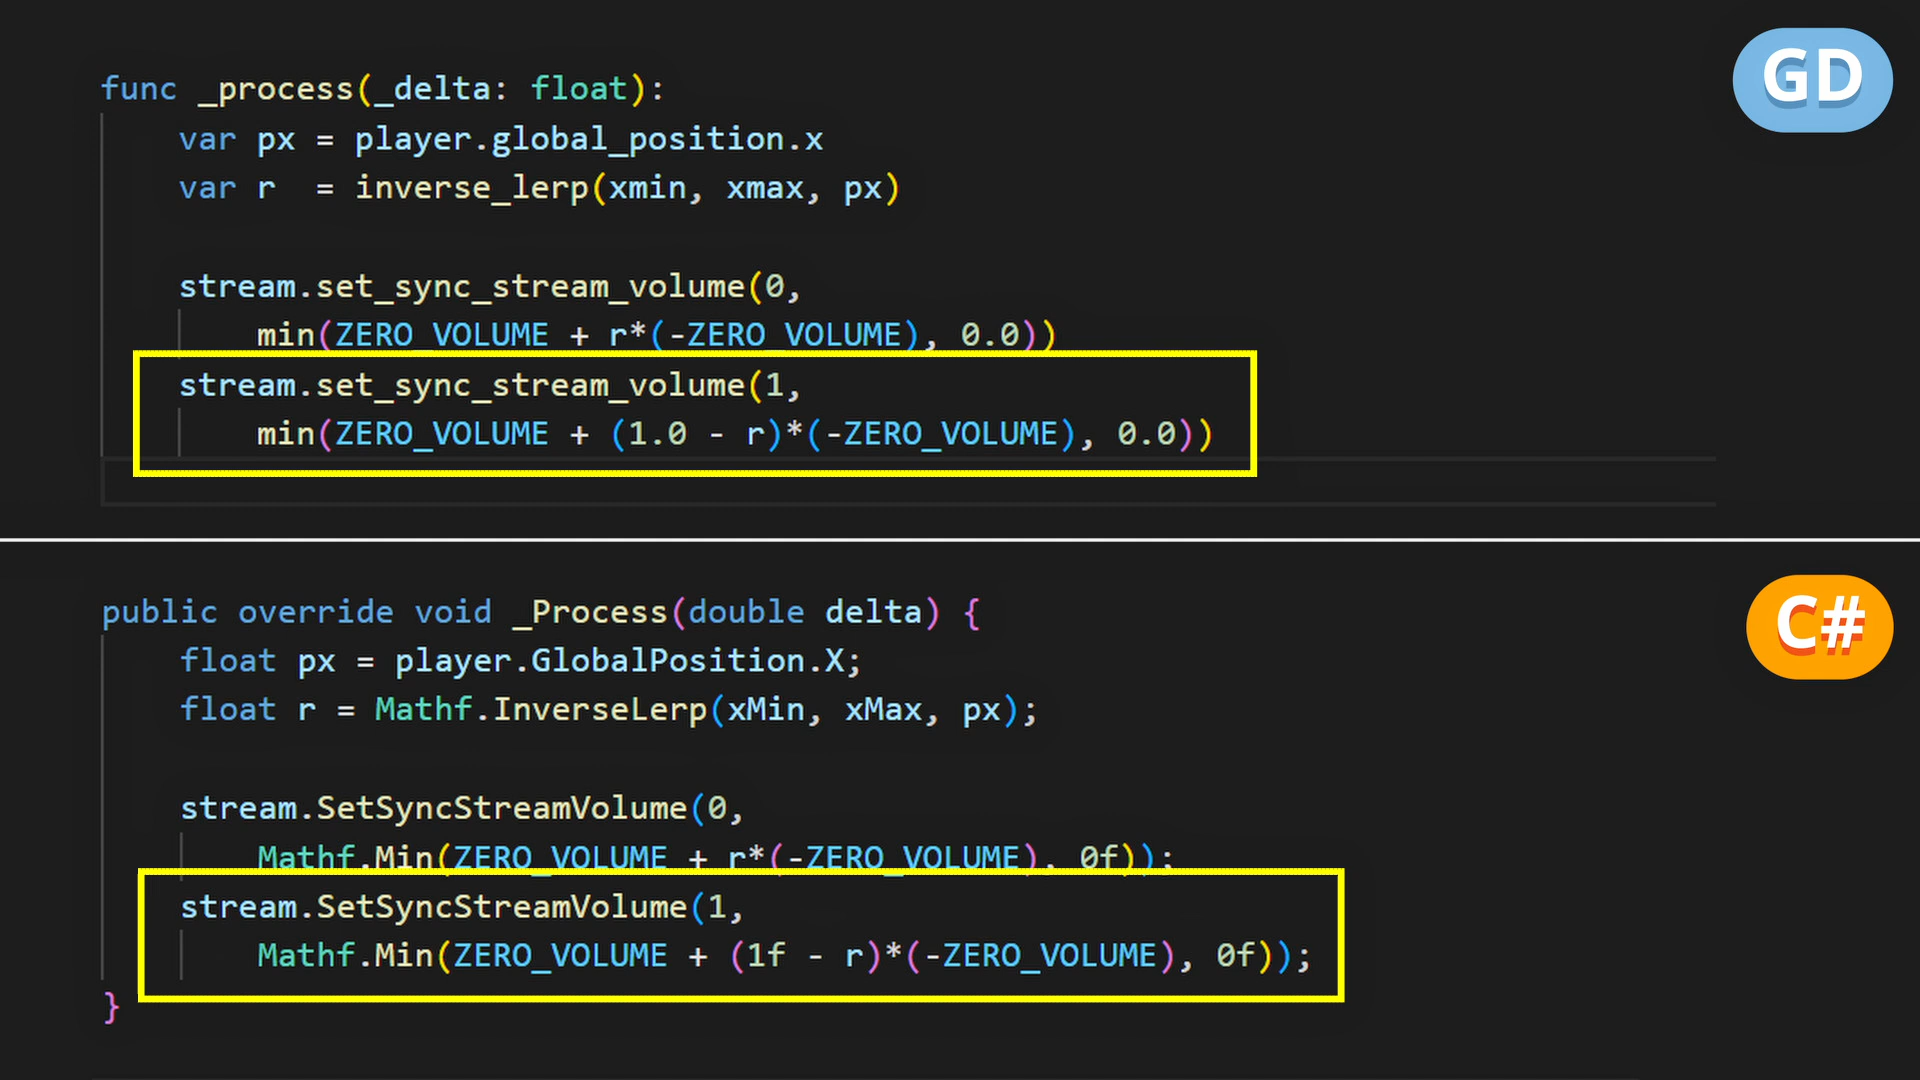 GD
func _process(_delta: float):
    var px = player.global_position.x
    var r  = inverse_lerp(xmin, xmax, px)
    stream.set_sync_stream_volume(0,
        min(ZERO_VOLUME + r*(-ZERO_VOLUME), 0.0))
    stream.set_sync_stream_volume(1,
        min(ZERO_VOLUME + (1.0 - r)*(-ZERO_VOLUME), 0.0))
C#
public override void _Process(double delta) {
    float px = player.GlobalPosition.X;
    float r = Mathf.InverseLerp(xMin, xMax, px);
    stream.SetSyncStreamVolume(0,
        Mathf.Min(ZERO_VOLUME + r*(-ZERO_VOLUME), 0f));
    stream.SetSyncStreamVolume(1,
        Mathf.Min(ZERO_VOLUME + (1f - r)*(-ZERO_VOLUME), 0f));
}